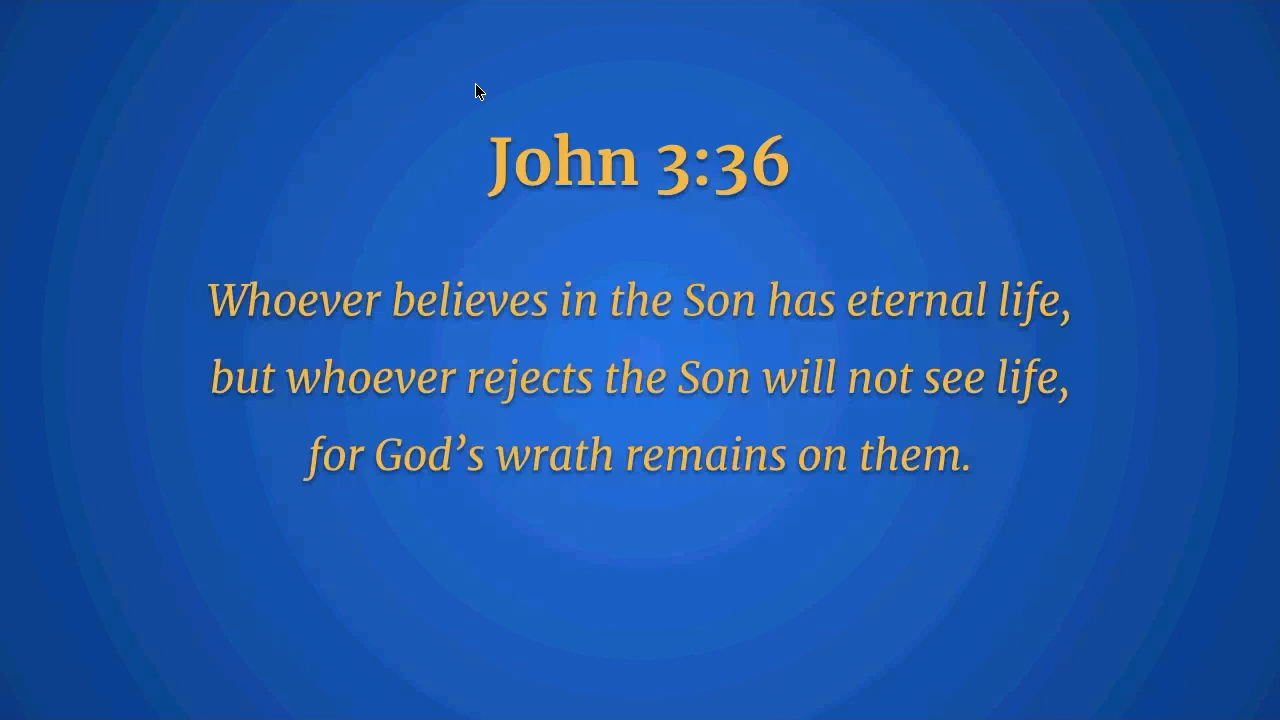 John 3:36
Whoever believes in the Son has eternal life,
but whoever rejects the Son will not see life,
for God’s wrath remains on them.